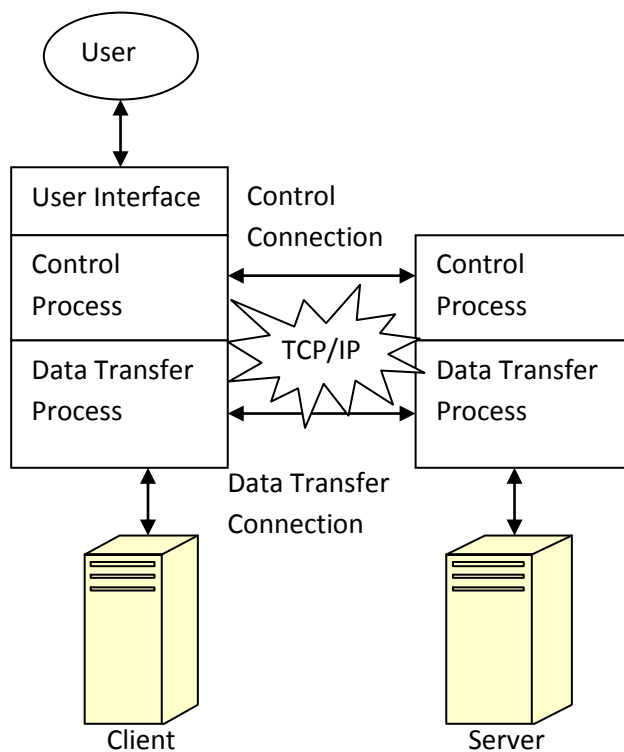 User
User Interface
Control
Connection
Control
Process
Control
Process
TCP/IP
Data Transfer
Process
Data Transfer
Process
Data Transfer
Connection
Client
Server